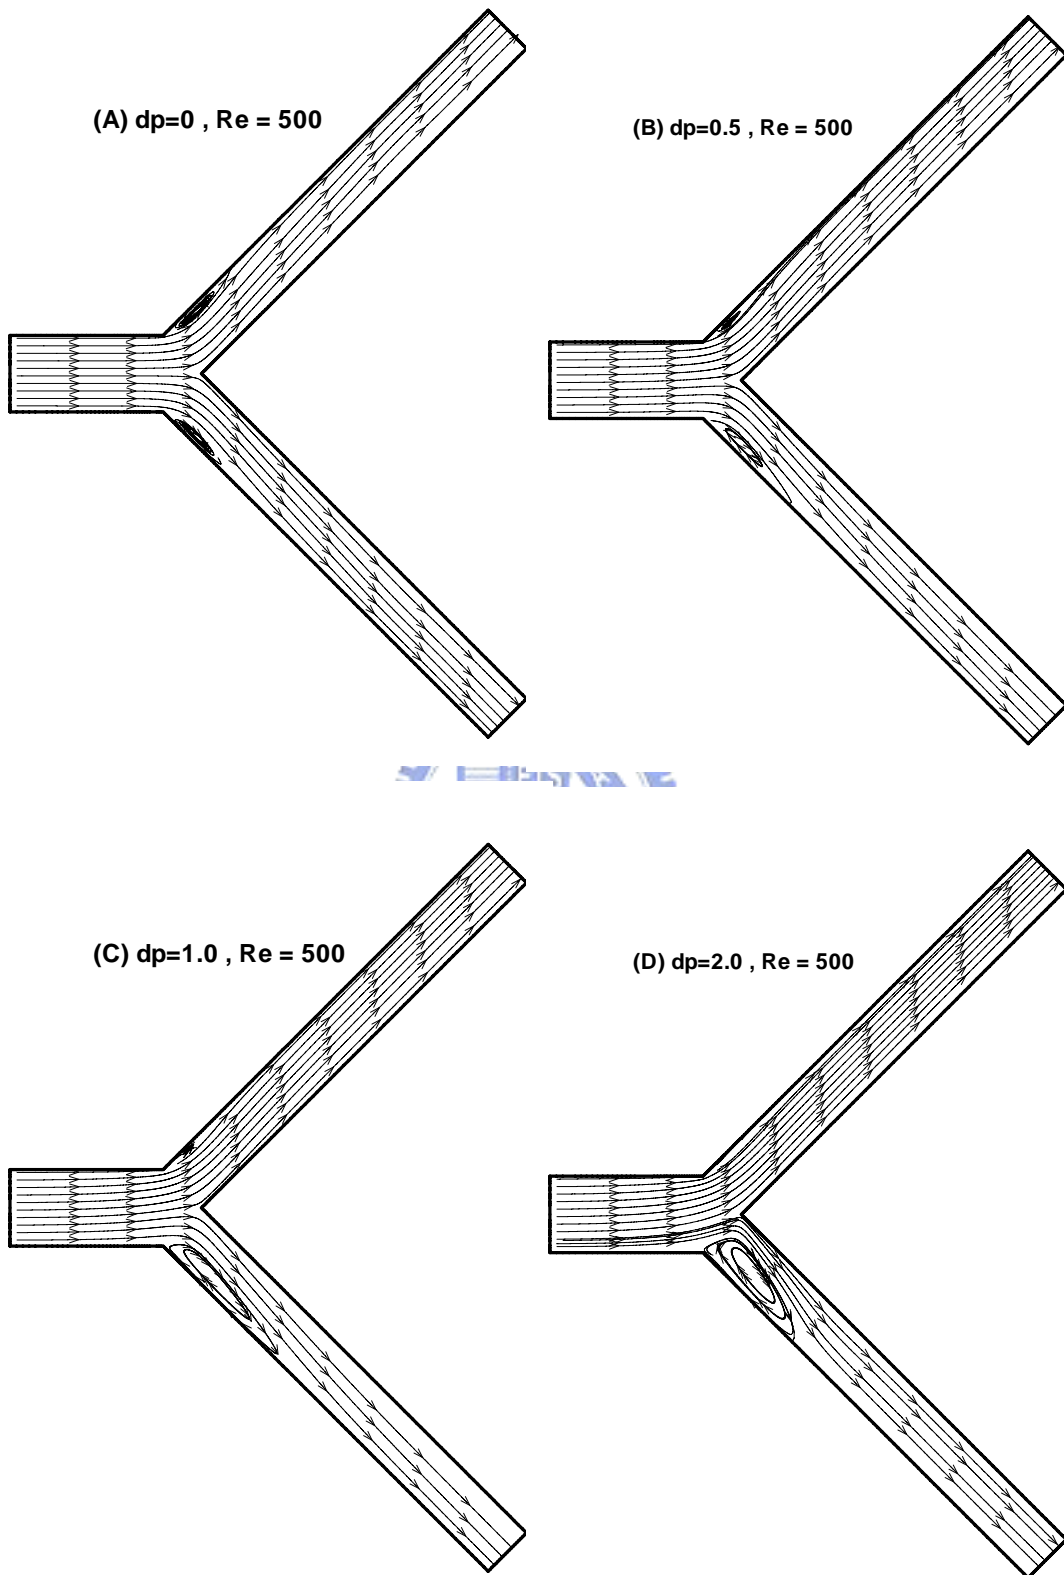 (A) dp=0 , Re = 500
(B) dp=0.5 , Re = 500
(C) dp=1.0 , Re = 500
(D) dp=2.0 , Re = 500